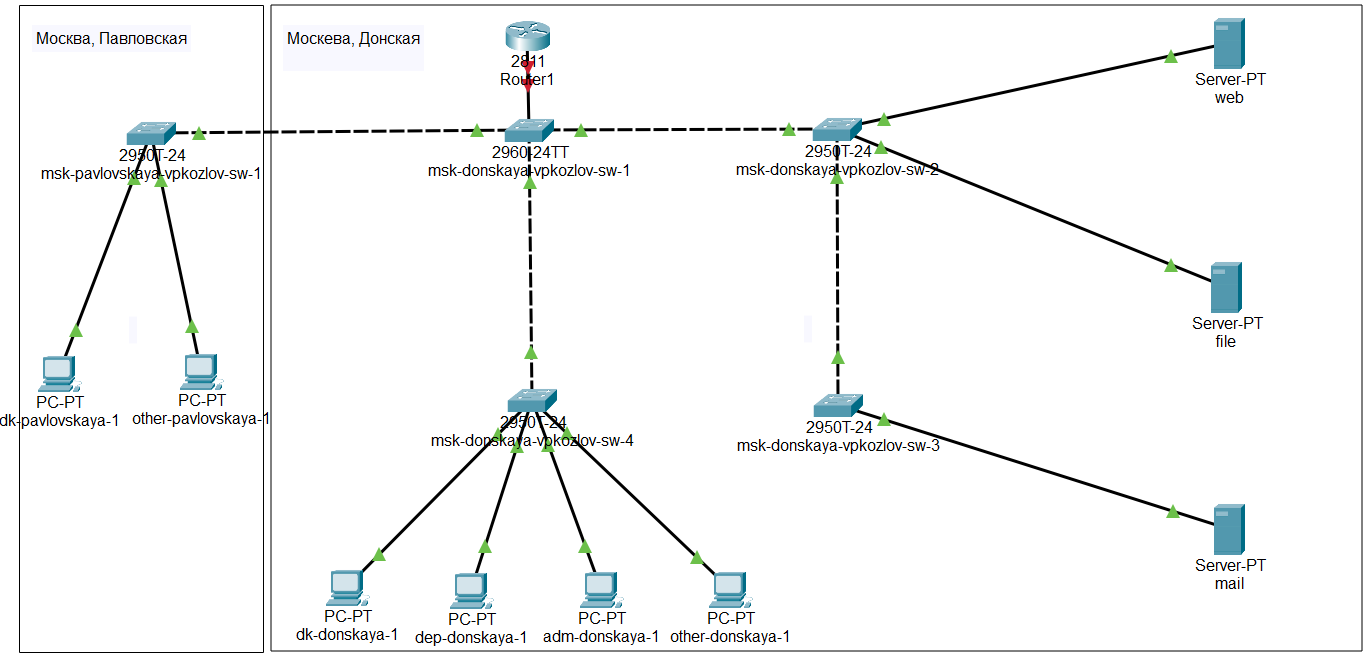 Москва, Павловская
Москева, Донская
2811
Router1
Server-PT
web
2950T-24
msk-pavlovskaya-vpkozlov-sw-1
2960-24TT
msk-donskaya-vpkozlov-sw-1
2950T-24
msk-donskaya-vpkozlov-sw-2
Server-PT
file
PC-PT
dk-pavlovskaya-1
PC-PT
other-pavlovskaya-1
2950T-24
msk-donskaya-vpkozlov-sw-4
2950T-24
msk-donskaya-vpkozlov-sw-3
Server-PT
mail
PC-PT
dk-donskaya-1
PC-PT
dep-donskaya-1
PC-PT
adm-donskaya-1
PC-PT
other-donskaya-1